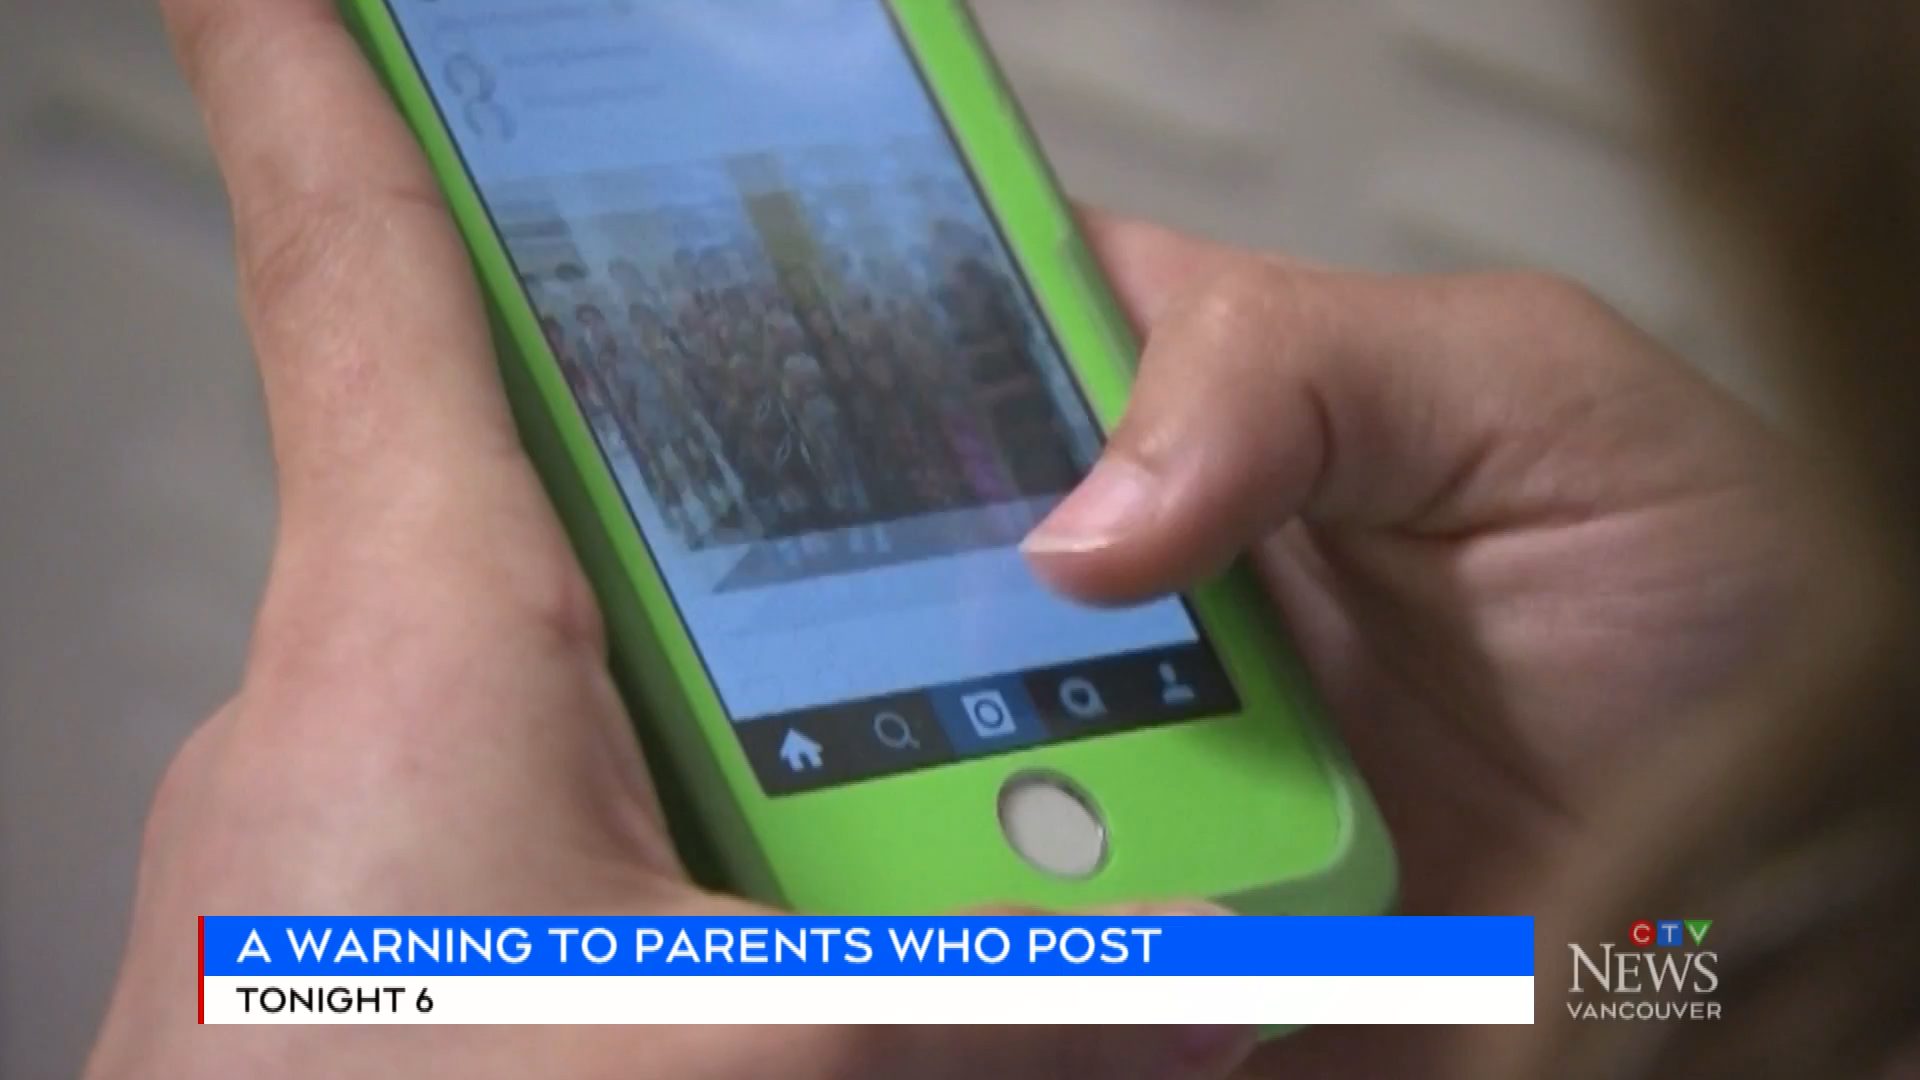 A WARNING TO PARENTS WHO POST
TONIGHT 6
CTV
NEWS
VANCOUVER